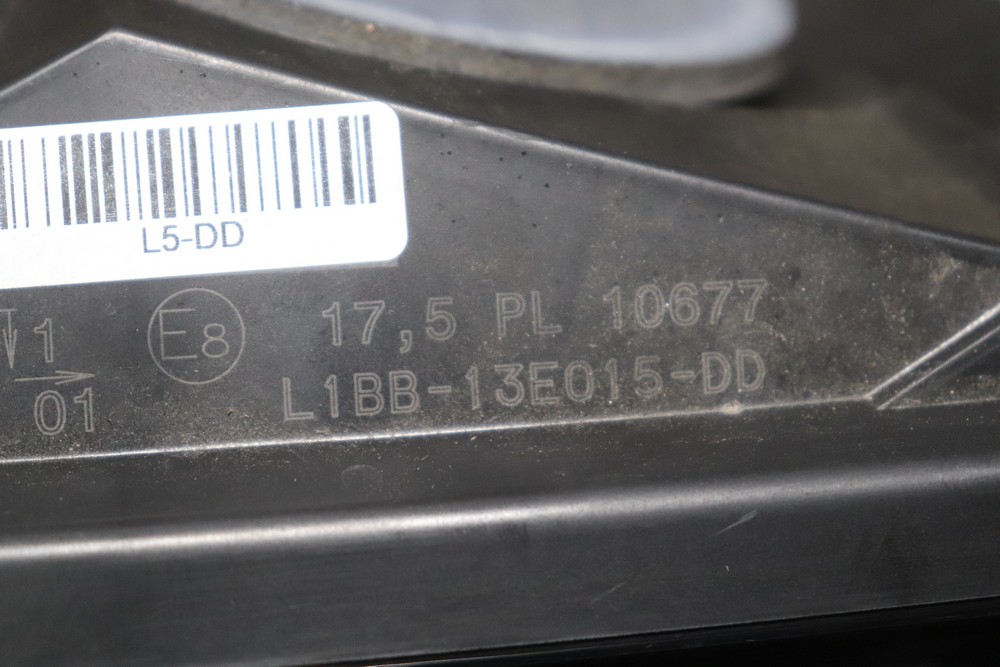 L5-DD
1 E8 17,5 PL 10677
→
01 L1BB-13E015-DD